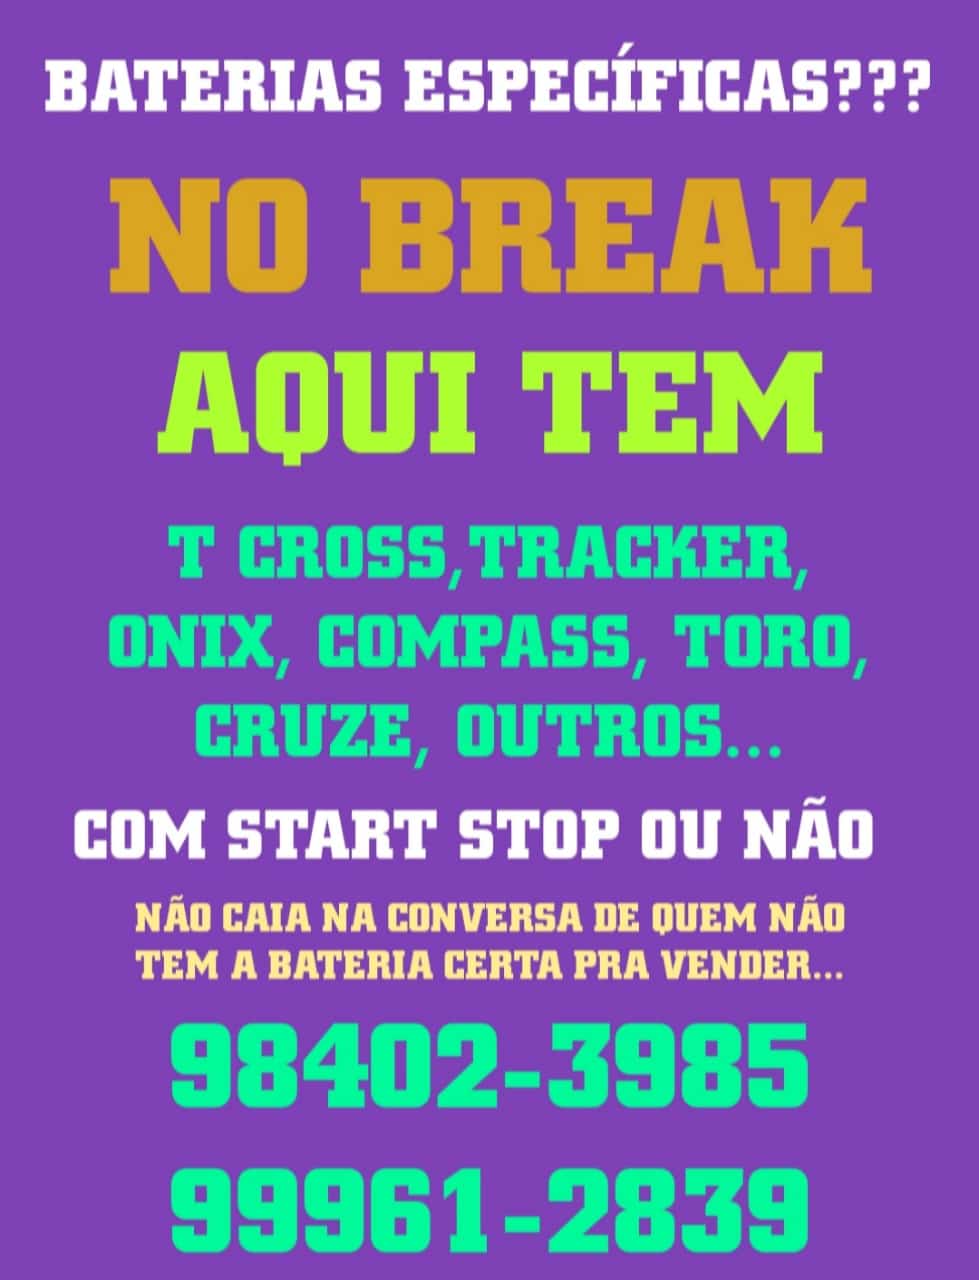 BATERIAS ESPECÍFICAS???
NO BREAK
AQUI TEM
T CROSS,TRACKER,
ONIX, COMPASS, TORO,
CRUZE, OUTROS...
COM START STOP OU NÃO
NÃO CAIA NA CONVERSA DE QUEM NÃO
TEM A BATERIA CERTA PRA VENDER...
98402-3985
99961-2839